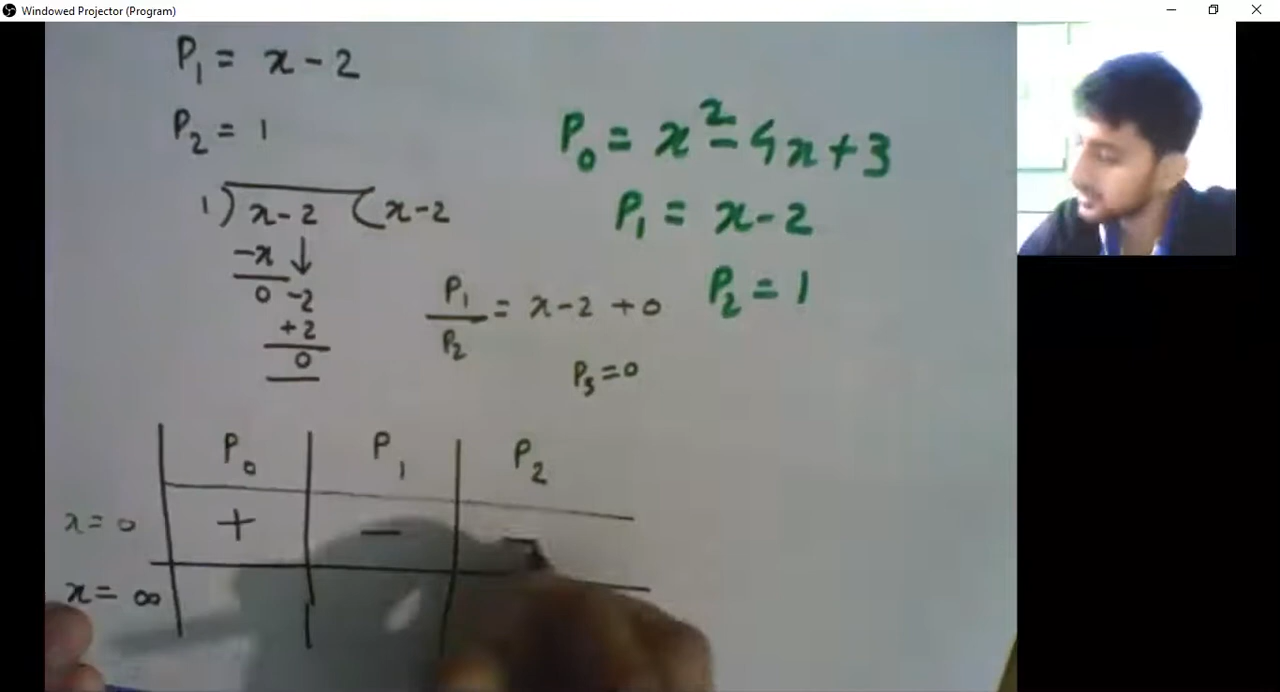 Windowed Projector (Program)
P₁ = x - 2
P₂ = 1
1) x - 2 ( x - 2
-x ↓
0 -2
+2
0
P₁/P₂ = x - 2 + 0
P₃ = 0
P₀ = x² - 4x + 3
P₁ = x - 2
P₂ = 1
P₀ P₁ P₂
x = 0 + -
x = ∞